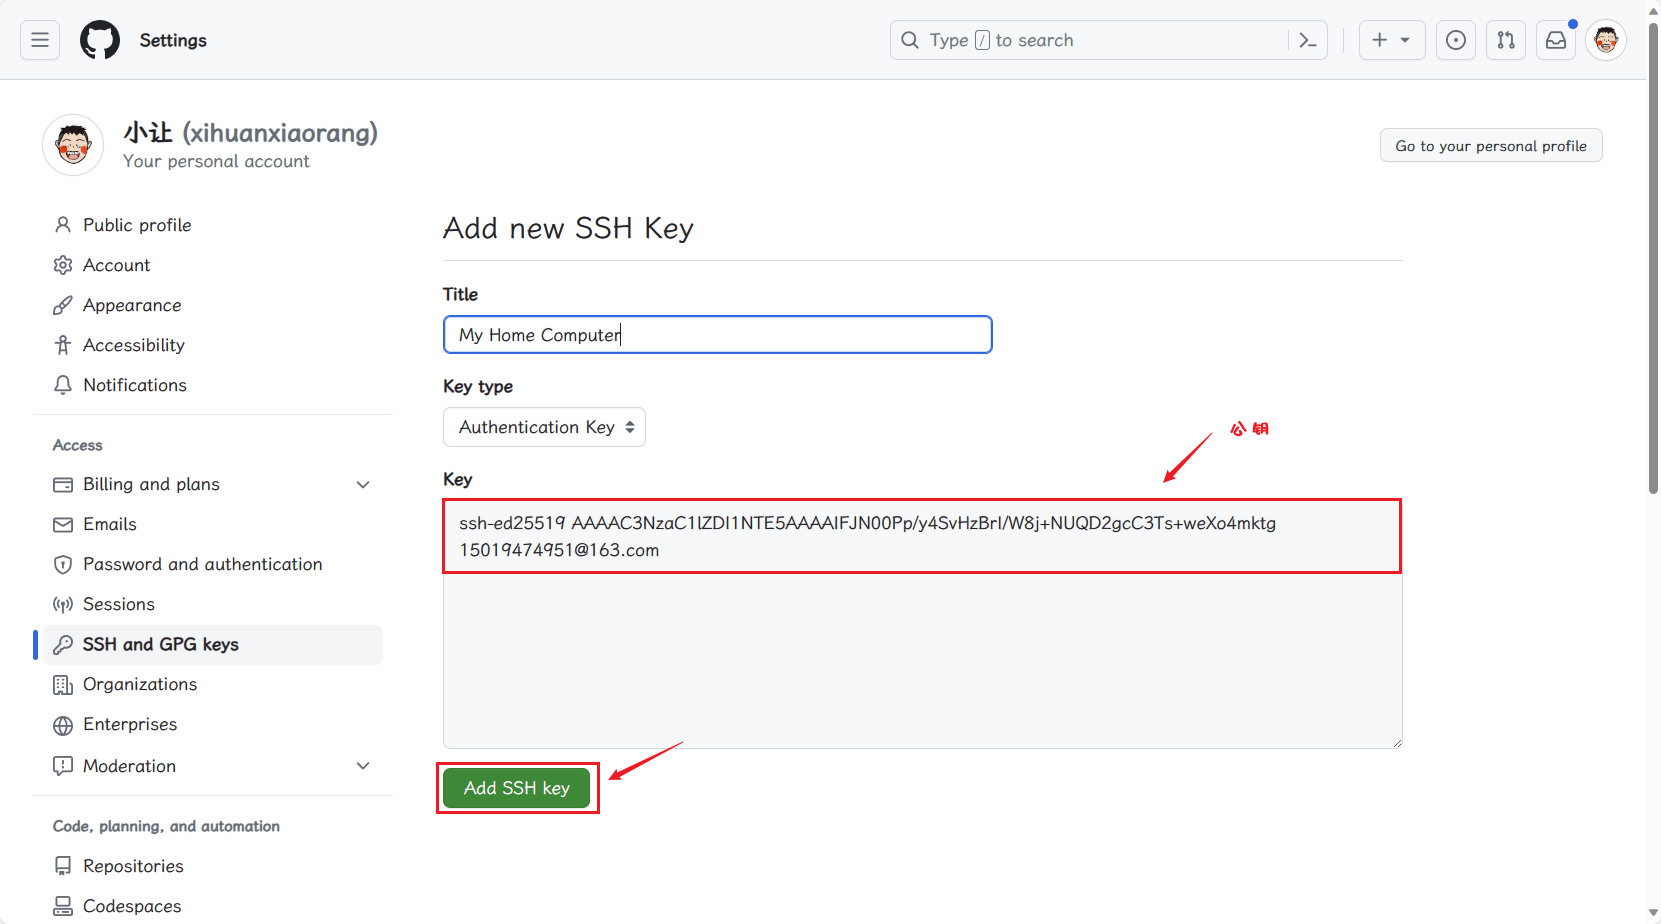 Settings
Type / to search
小让 (xihuanxiaorang)
Your personal account
Go to your personal profile
Public profile
Account
Appearance
Accessibility
Notifications
Access
Billing and plans
Emails
Password and authentication
Sessions
SSH and GPG keys
Organizations
Enterprises
Moderation
Code, planning, and automation
Repositories
Codespaces
Add new SSH Key
Title
My Home Computer
Key type
Authentication Key
公钥
Key
ssh-ed25519 AAAAC3NzaC1lZDI1NTE5AAAAIFJN00Pp/y4SvHzBrI/W8j+NUQD2gcC3Ts+weXo4mktg
15019474951@163.com
Add SSH key